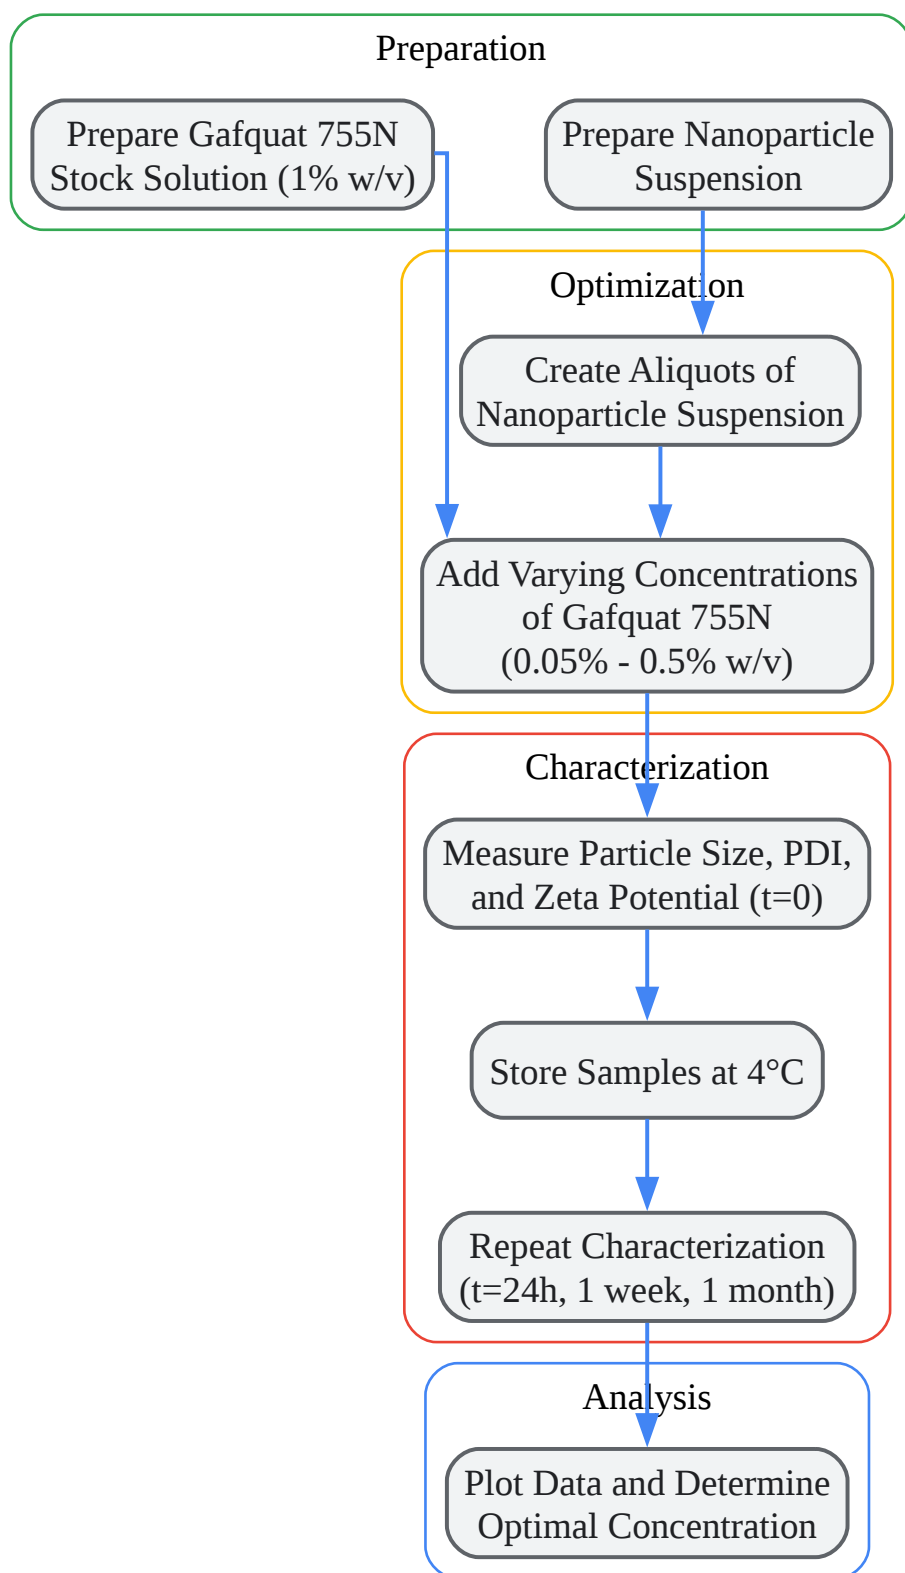 Preparation
Prepare Gafquat 755N
Stock Solution (1% w/v)
Prepare Nanoparticle
Suspension
Optimization
Create Aliquots of
Nanoparticle Suspension
Add Varying Concentrations
of Gafquat 755N
(0.05% - 0.5% w/v)
Characterization
Measure Particle Size, PDI,
and Zeta Potential (t=0)
Store Samples at 4°C
Repeat Characterization
(t=24h, 1 week, 1 month)
Analysis
Plot Data and Determine
Optimal Concentration